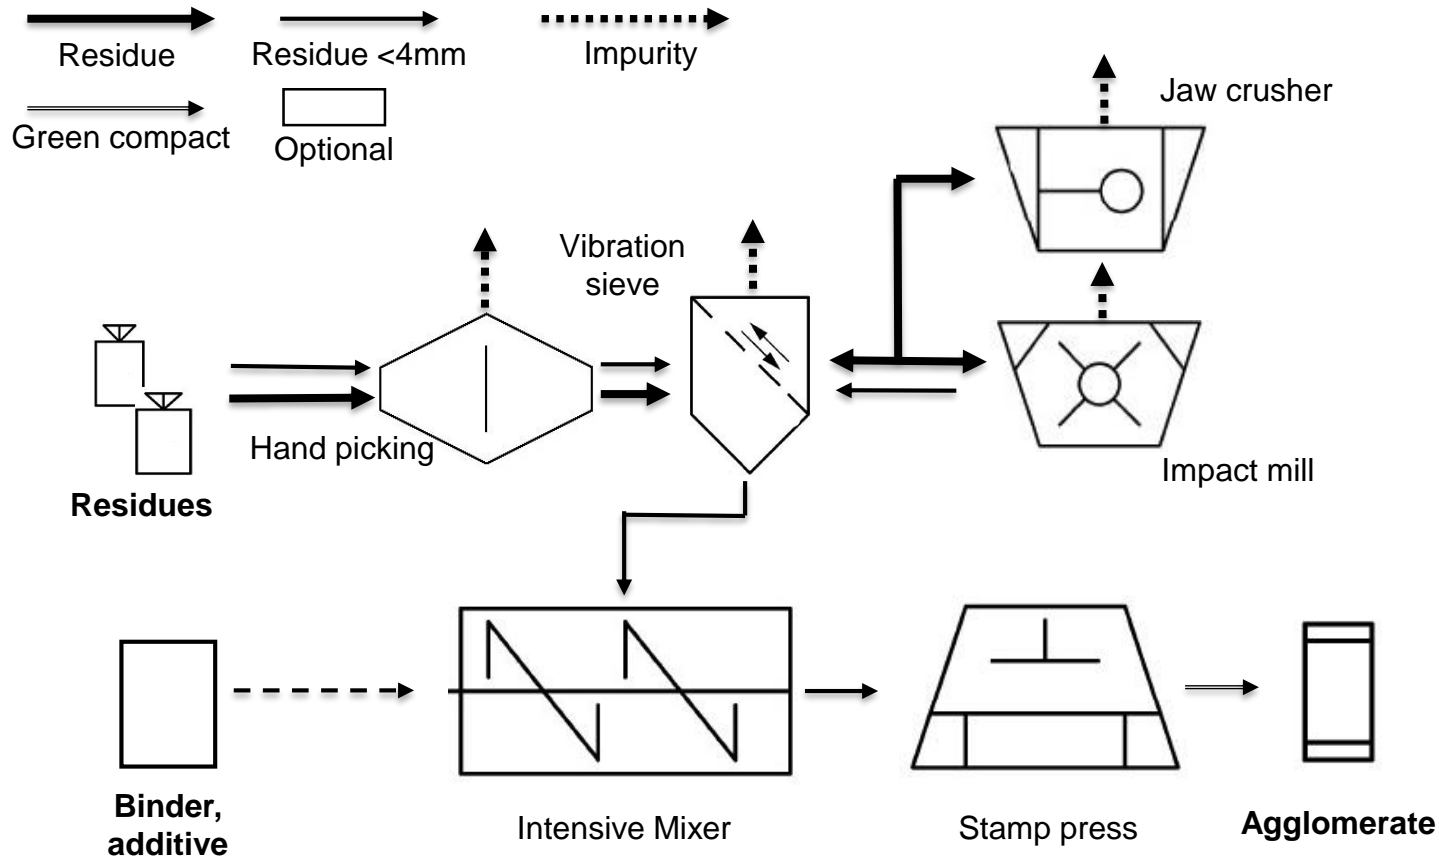 Residue
Residue <4mm
Impurity
Green compact
Optional
Jaw crusher
Vibration
sieve
Hand picking
Impact mill
Residues
Binder,
additive
Intensive Mixer
Stamp press
Agglomerate